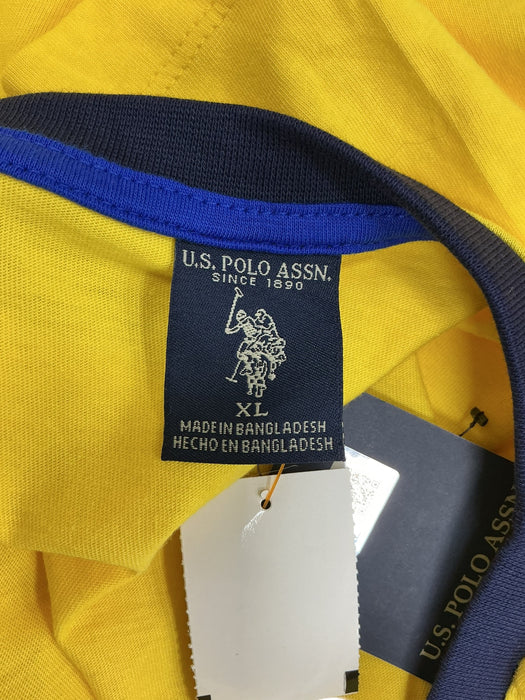 U.S. POLO ASSN.
SINCE 1890
XL
MADE IN BANGLADESH
HECHO EN BANGLADESH
U.S. POLO ASSN